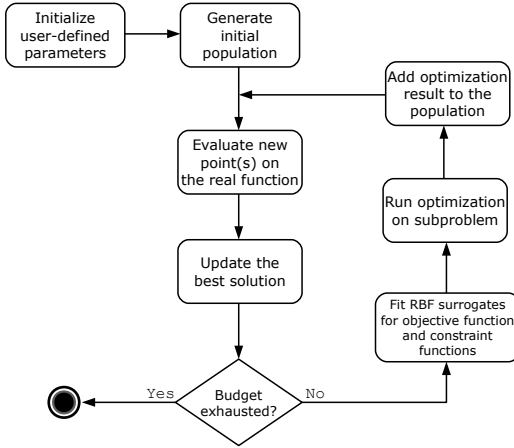 Initialize
user-defined
parameters
Generate
initial
population
Add optimization
result to the
population
Evaluate new
point(s) on
the real function
Run optimization
on subproblem
Update the
best solution
Fit RBF surrogates
for objective function
and constraint
functions
Yes
Budget
exhausted?
No